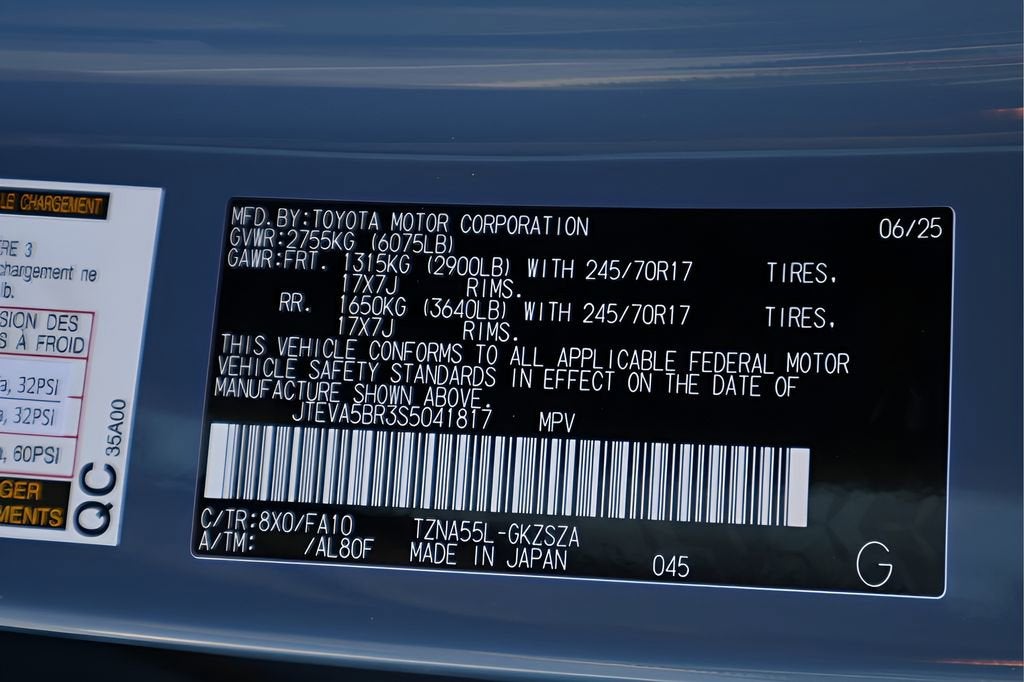 LE CHARGEMENT
RE 3
chargement ne
lb.
SION DES
S À FROID
a, 32PSI
a, 32PSI
, 60PSI
GER
MENTS
QC
35A00
MFD.BY:TOYOTA MOTOR CORPORATION 06/25
GVWR:2755KG (6075LB)
GAWR:FRT. 1315KG (2900LB) WITH 245/70R17 TIRES,
17X7J RIMS.
RR. 1650KG (3640LB) WITH 245/70R17 TIRES,
17X7J RIMS.
THIS VEHICLE CONFORMS TO ALL APPLICABLE FEDERAL MOTOR
VEHICLE SAFETY STANDARDS IN EFFECT ON THE DATE OF
MANUFACTURE SHOWN ABOVE.
JTEVA5BR3S5041817 MPV
C/TR:8X0/FA10 TZNA55L-GKZSZA
A/TM: /AL80F MADE IN JAPAN 045 G